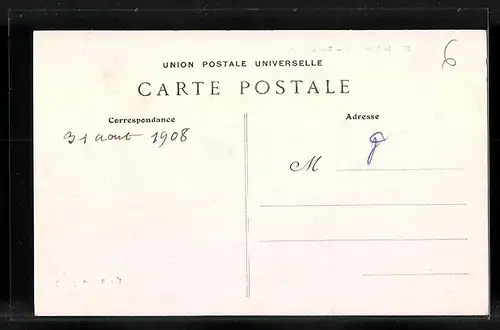 6
UNION POSTALE UNIVERSELLE
CARTE POSTALE
Correspondance
Adresse
31 aout 1908
M